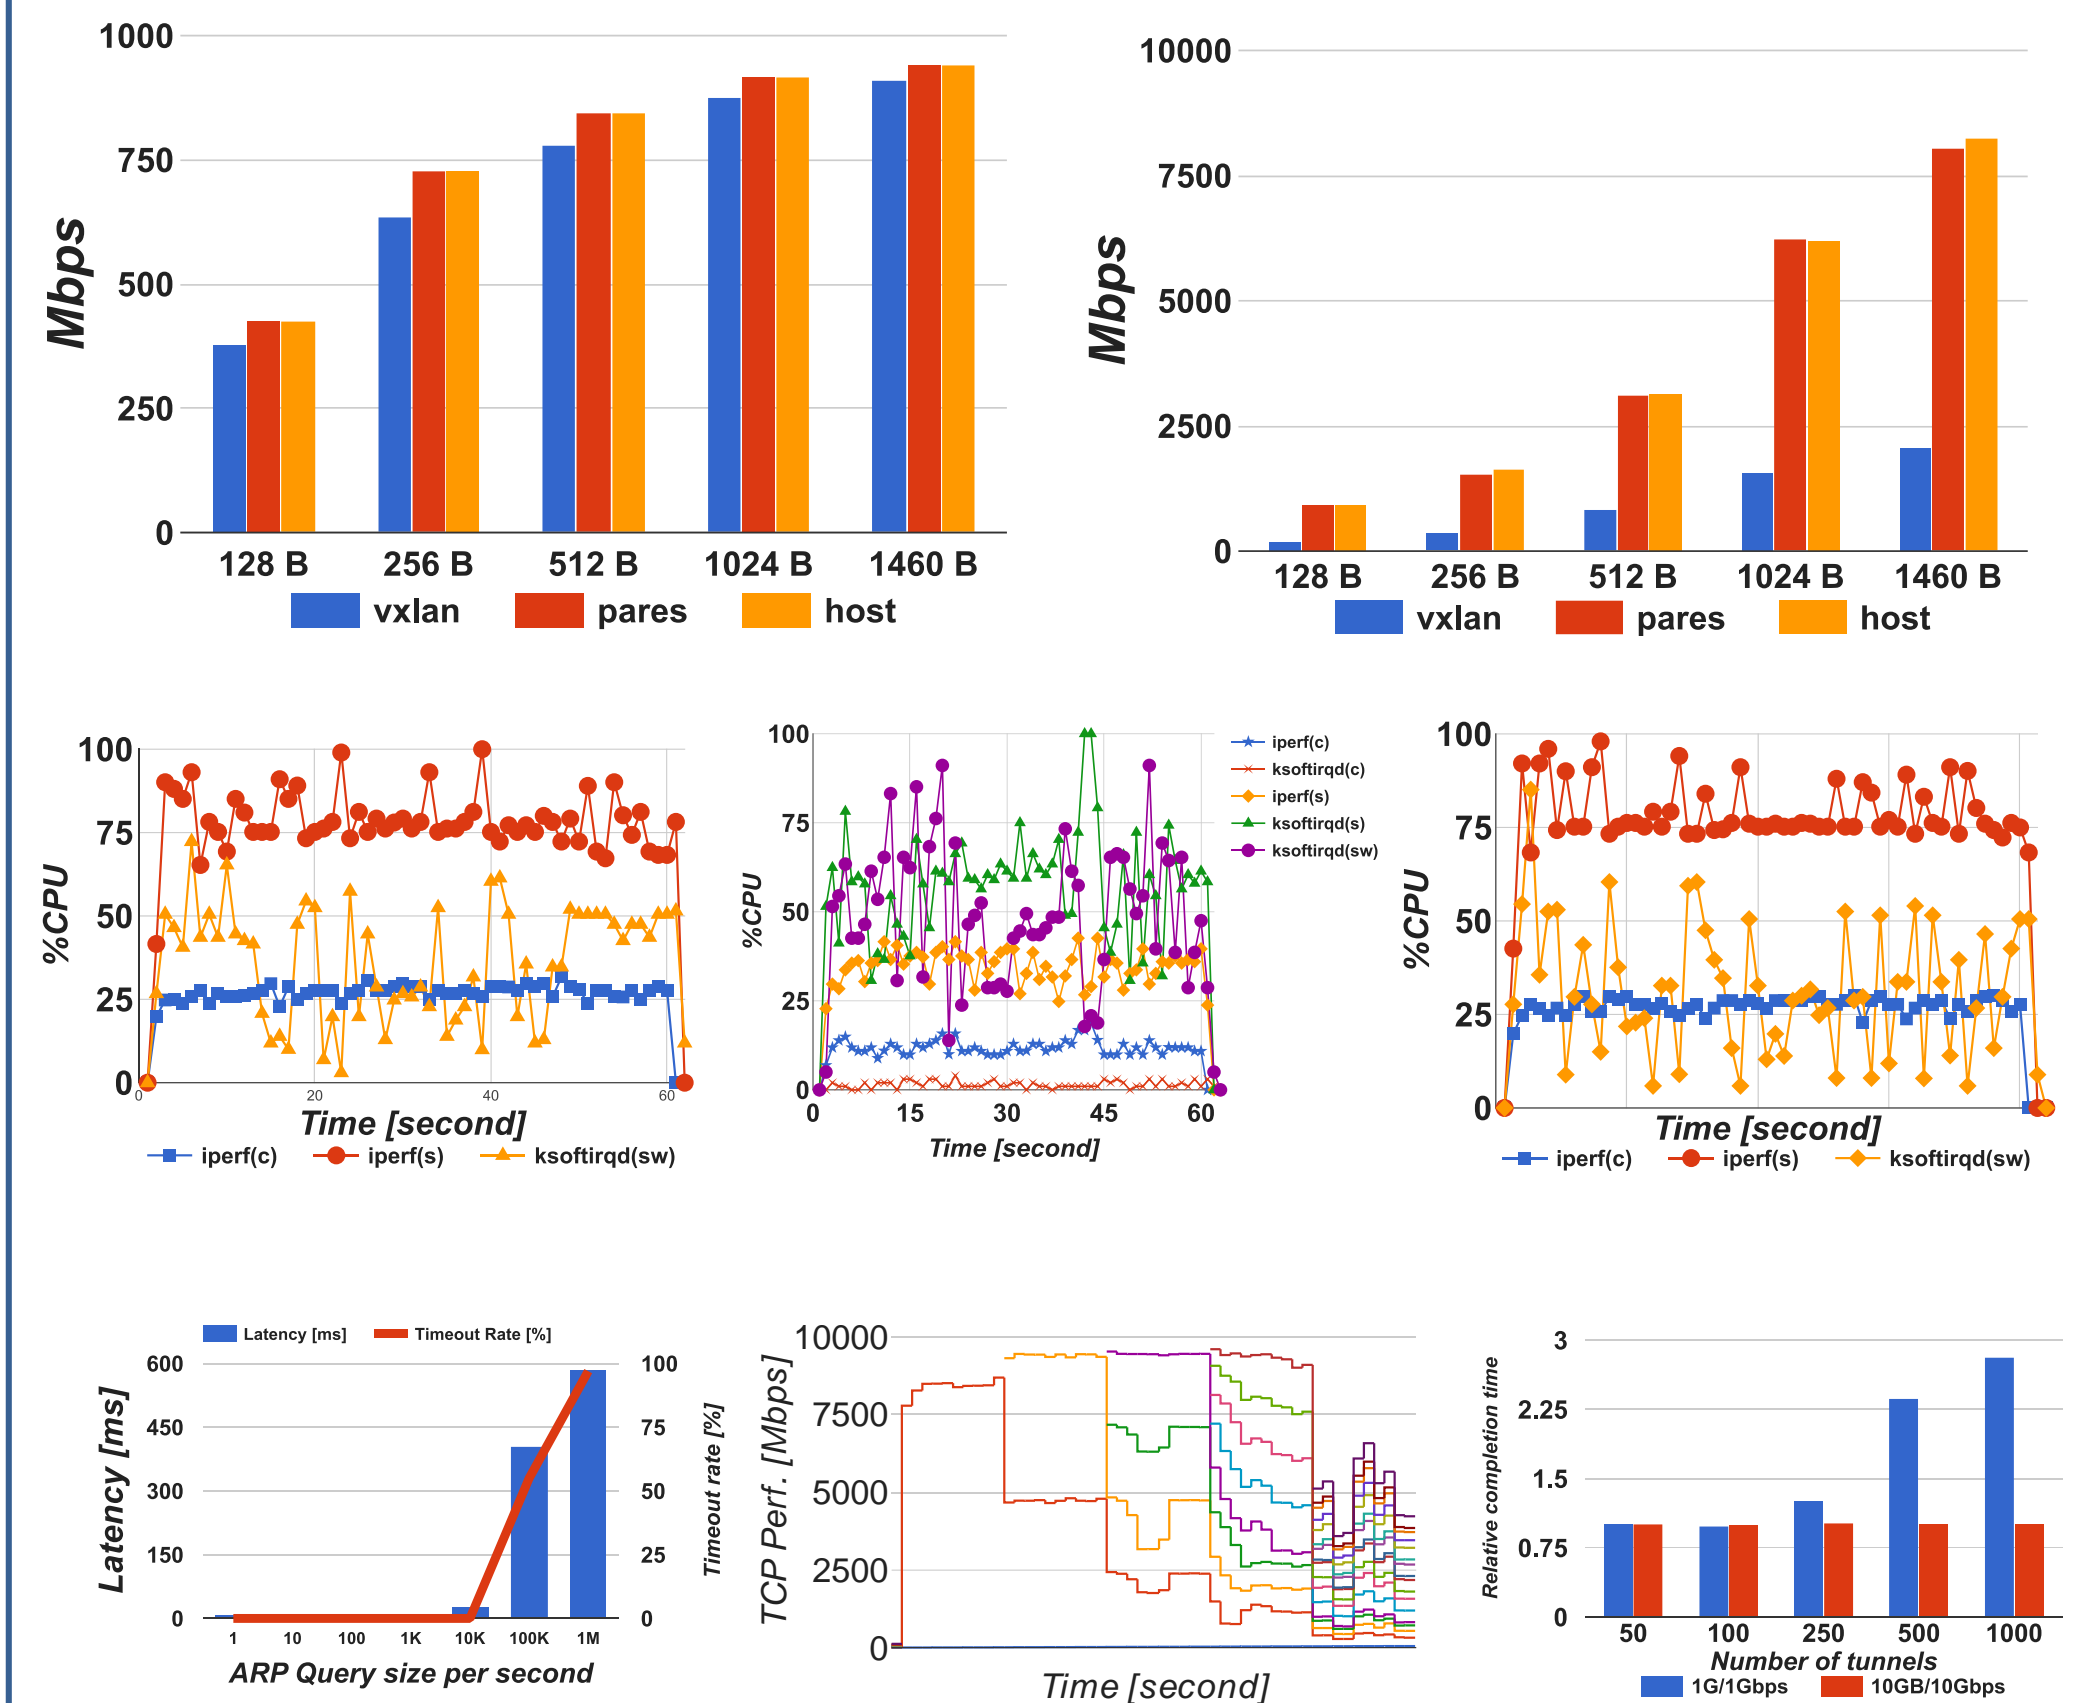 1000
750
500
250
0
Mbps
128 B 256 B 512 B 1024 B 1460 B
vxlan pares host
10000
7500
5000
2500
0
Mbps
128 B 256 B 512 B 1024 B 1460 B
vxlan pares host
100
75
50
25
0
%CPU
0 20 40 60
Time [second]
iperf(c) iperf(s) ksoftirqd(sw)
100
75
50
25
0
%CPU
0 15 30 45 60
Time [second]
iperf(c)
ksoftirqd(c)
iperf(s)
ksoftirqd(s)
ksoftirqd(sw)
100
75
50
25
0
%CPU
Time [second]
iperf(c) iperf(s) ksoftirqd(sw)
Latency [ms] Timeout Rate [%]
600
450
300
150
0
Latency [ms]
100
75
50
25
0
Timeout rate [%]
1 10 100 1K 10K 100K 1M
ARP Query size per second
10000
7500
5000
2500
0
TCP Perf. [Mbps]
Time [second]
3
2.25
1.5
0.75
0
Relative completion time
50 100 250 500 1000
Number of tunnels
1G/1Gbps 10GB/10Gbps